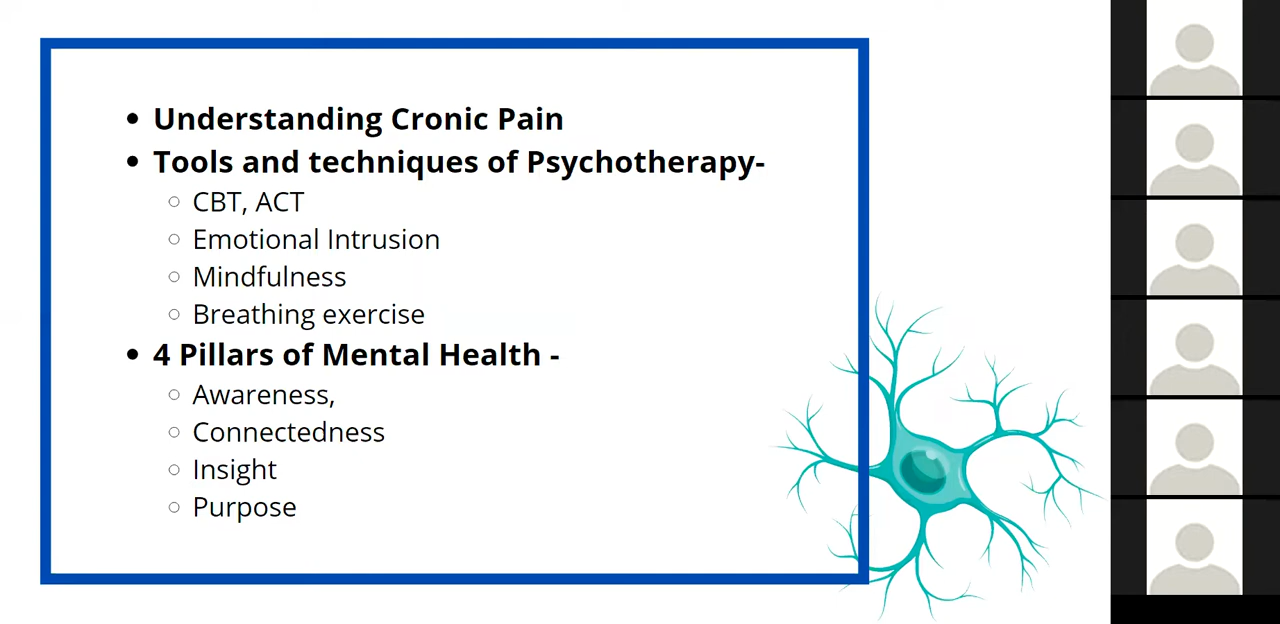 Understanding Cronic Pain
Tools and techniques of Psychotherapy-
CBT, ACT
Emotional Intrusion
Mindfulness
Breathing exercise
4 Pillars of Mental Health -
Awareness,
Connectedness
Insight
Purpose